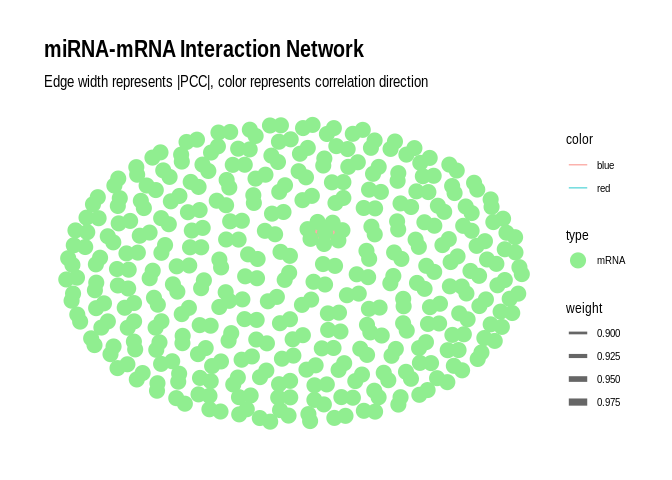 miRNA-mRNA Interaction Network
Edge width represents |PCC|, color represents correlation direction
color
blue
red
type
mRNA
weight
0.900
0.925
0.950
0.975